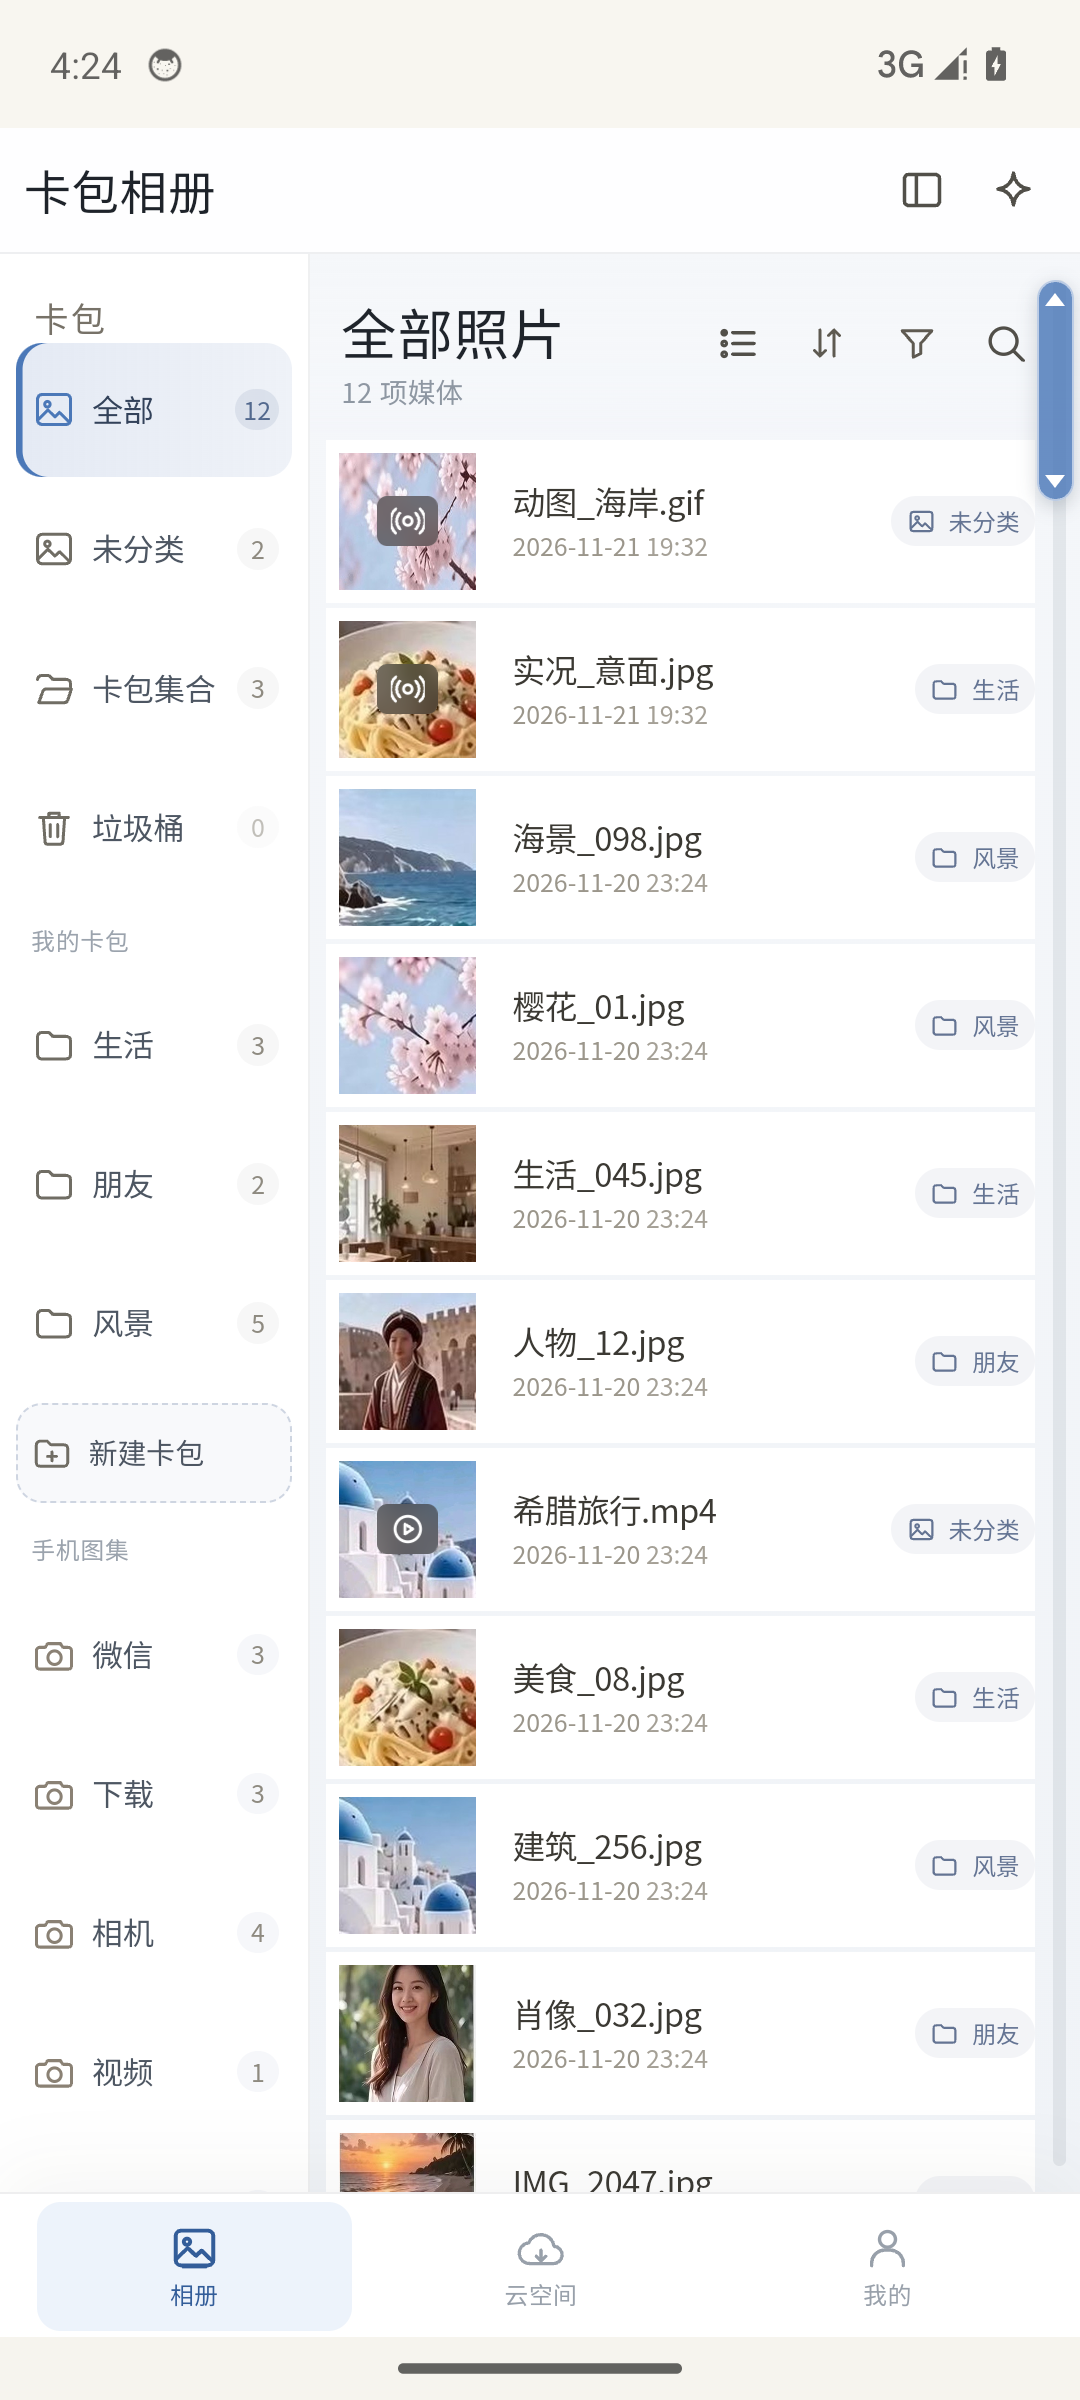 4:24
3G
卡包相册
卡包
全部 12
未分类 2
卡包集合 3
垃圾桶 0
我的卡包
生活 3
朋友 2
风景 5
新建卡包
手机图集
微信 3
下载 3
相机 4
视频 1
全部照片
12 项媒体
动图_海岸.gif
2026-11-21 19:32
未分类
实况_意面.jpg
2026-11-21 19:32
生活
海景_098.jpg
2026-11-20 23:24
风景
樱花_01.jpg
2026-11-20 23:24
风景
生活_045.jpg
2026-11-20 23:24
生活
人物_12.jpg
2026-11-20 23:24
朋友
希腊旅行.mp4
2026-11-20 23:24
未分类
美食_08.jpg
2026-11-20 23:24
生活
建筑_256.jpg
2026-11-20 23:24
风景
肖像_032.jpg
2026-11-20 23:24
朋友
IMG_2047.jpg
相册
云空间
我的